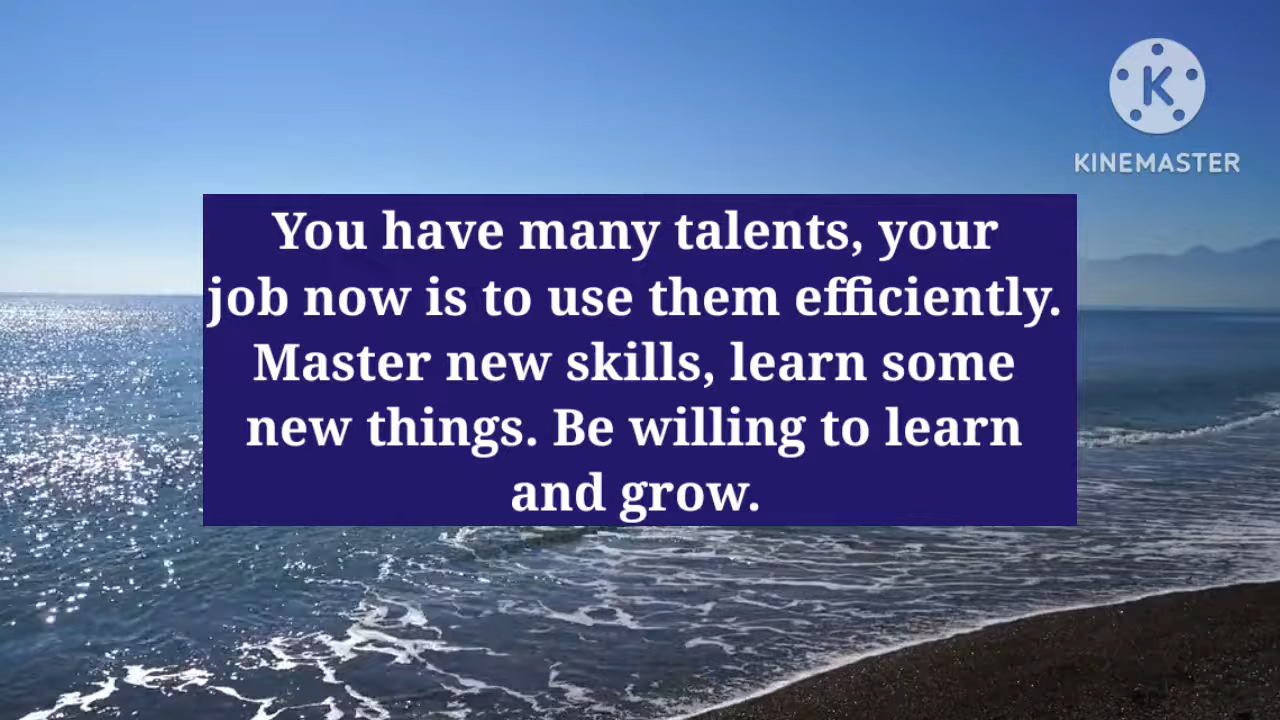 K
KINEMASTER
You have many talents, your
job now is to use them efficiently.
Master new skills, learn some
new things. Be willing to learn
and grow.